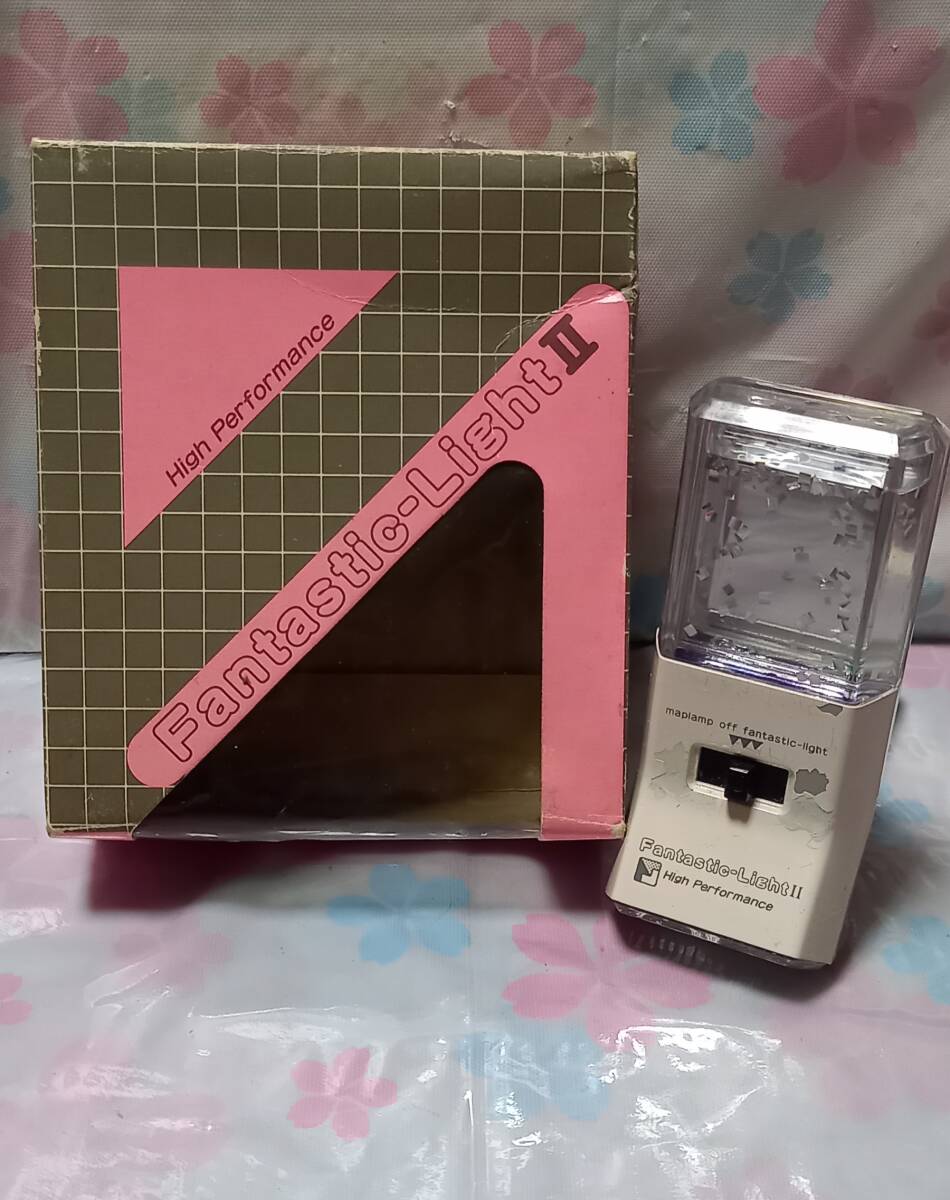 High Performance
Fantastic-Light II
maplamp off fantastic-light
Fantastic-Light II
High Performance